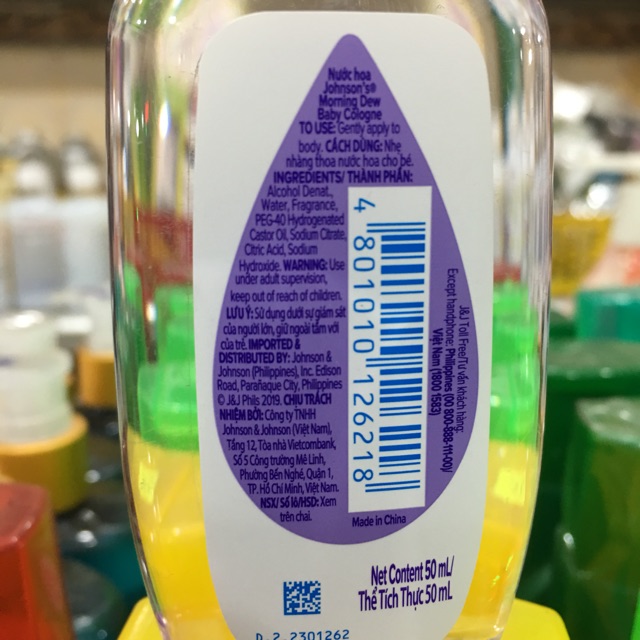 Nước hoa
Johnson's®
Morning Dew
Baby Cologne
TO USE: Gently apply to
body. CÁCH DÙNG: Nhẹ
nhàng thoa nước hoa cho bé.
INGREDIENTS/ THÀNH PHẦN:
Alcohol Denat.,
Water, Fragrance,
PEG-40 Hydrogenated
Castor Oil, Sodium Citrate,
Citric Acid, Sodium
Hydroxide. WARNING: Use
under adult supervision,
keep out of reach of children.
LƯU Ý: Sử dụng dưới sự giám sát
của người lớn, giữ ngoài tầm với
của trẻ. IMPORTED &
DISTRIBUTED BY: Johnson &
Johnson (Philippines), Inc. Edison
Road, Parañaque City, Philippines
© J&J Phils 2019. CHỊU TRÁCH
NHIỆM BỞI: Công ty TNHH
Johnson & Johnson (Việt Nam),
Tầng 12, Tòa nhà Vietcombank,
Số 5 Công trường Mê Linh,
Phường Bến Nghé, Quận 1,
TP. Hồ Chí Minh, Việt Nam.
NSX/ Số lô/HSD: Xem
trên chai.
4 801010 126218
J&J Toll Free/Tư vấn khách hàng
Except handphone: Philippines (00 800-888-111-00)/
Việt Nam (1800 1583)
Made in China
Net Content 50 mL/
Thể Tích Thực 50 mL
D.2.2301262